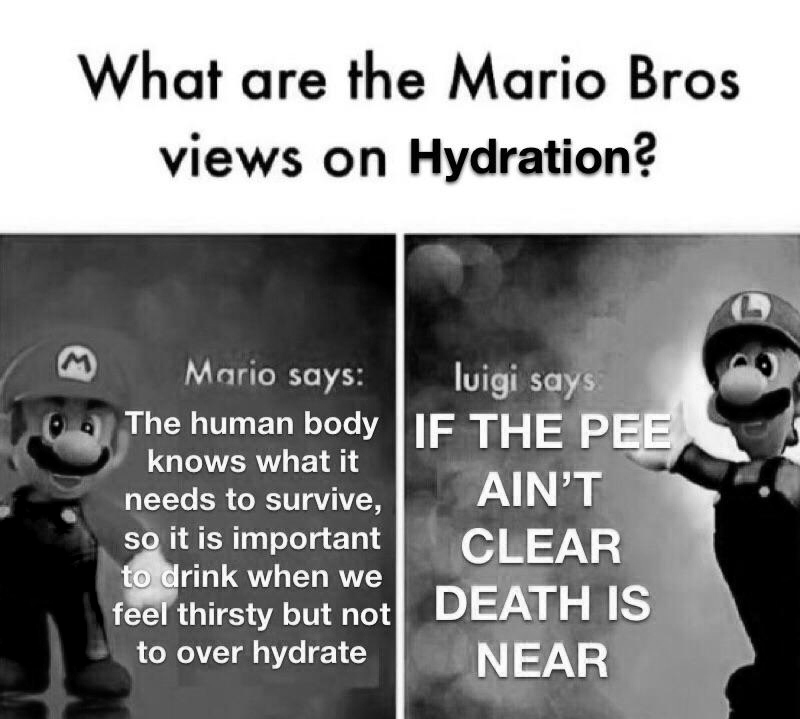 What are the Mario Bros
views on Hydration?
M
L
Mario says:
The human body
knows what it
needs to survive,
so it is important
to drink when we
feel thirsty but not
to over hydrate
luigi says:
IF THE PEE
AIN'T
CLEAR
DEATH IS
NEAR